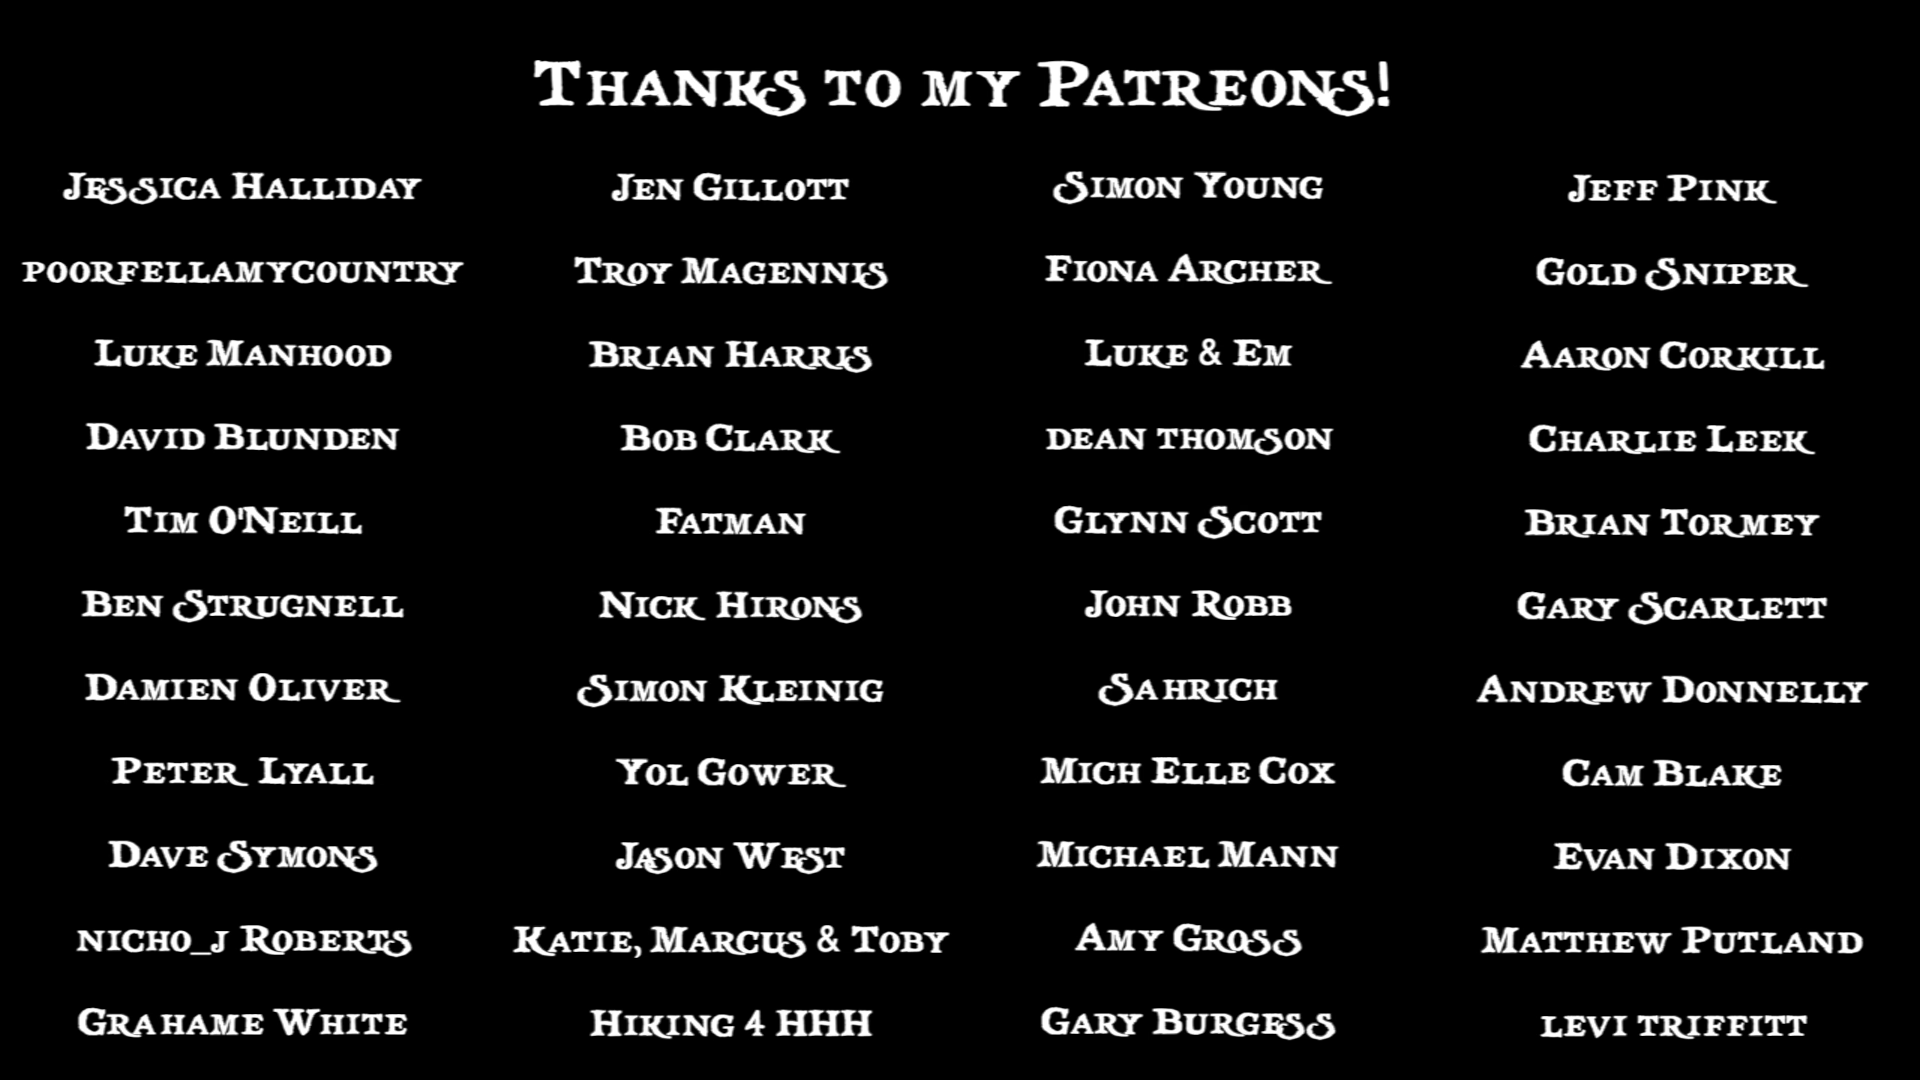 Thanks to my Patreons!
Jessica Halliday
poorfellamycountry
Luke Manhood
David Blunden
Tim O'Neill
Ben Strugnell
Damien Oliver
Peter Lyall
Dave Symons
nicho_j Roberts
Grahame White
Jen Gillott
Troy Magennis
Brian Harris
Bob Clark
Fatman
Nick Hirons
Simon Kleinig
Yol Gower
Jason West
Katie, Marcus & Toby
Hiking 4 HHH
Simon Young
Fiona Archer
Luke & Em
dean thomson
Glynn Scott
John Robb
Sahrich
Mich Elle Cox
Michael Mann
Amy Gross
Gary Burgess
Jeff Pink
Gold Sniper
Aaron Corkill
Charlie Leek
Brian Tormey
Gary Scarlett
Andrew Donnelly
Cam Blake
Evan Dixon
Matthew Putland
levi triffitt